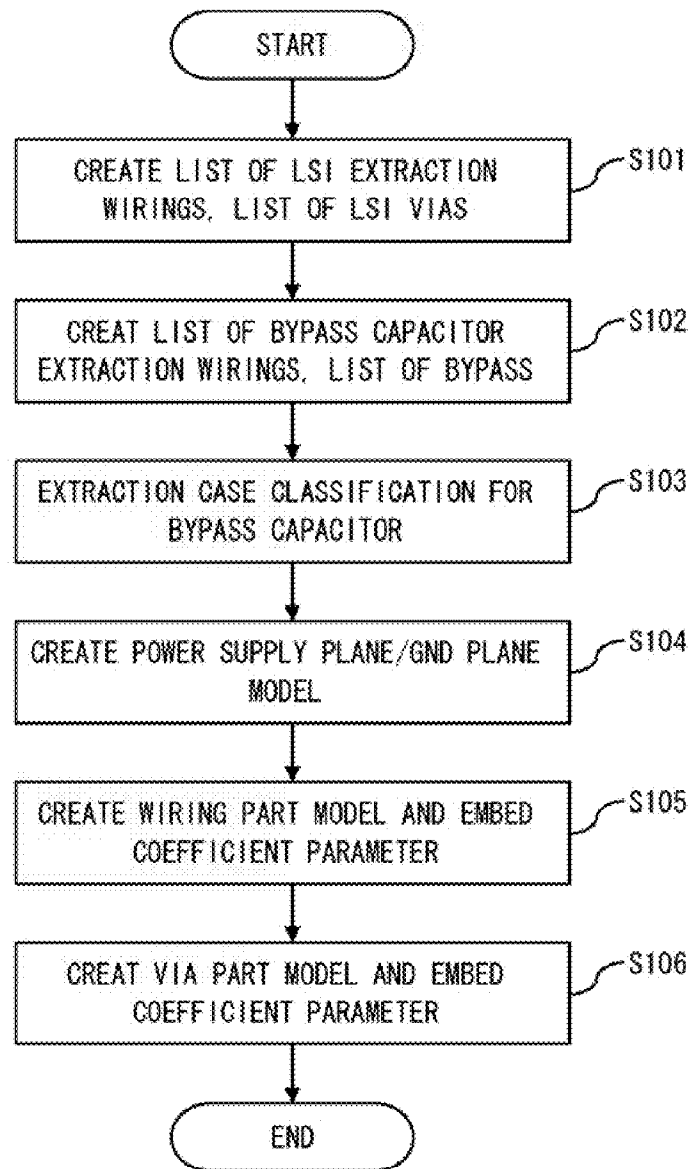 START
CREATE LIST OF LSI EXTRACTION
WIRINGS, LIST OF LSI VIAS
S101
CREAT LIST OF BYPASS CAPACITOR
EXTRACTION WIRINGS, LIST OF BYPASS
S102
EXTRACTION CASE CLASSIFICATION FOR
BYPASS CAPACITOR
S103
CREATE POWER SUPPLY PLANE/GND PLANE
MODEL
S104
CREATE WIRING PART MODEL AND EMBED
COEFFICIENT PARAMETER
S105
CREAT VIA PART MODEL AND EMBED
COEFFICIENT PARAMETER
S106
END